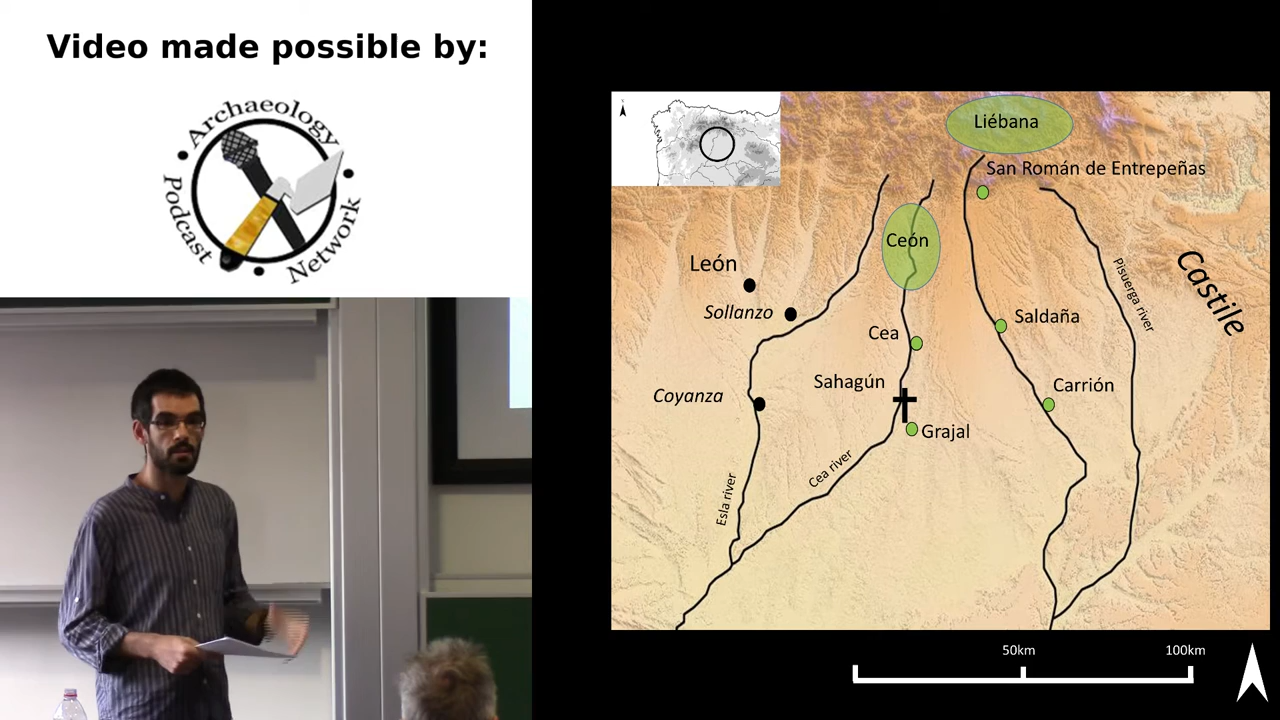 Video made possible by:
Archaeology
Podcast
Network
Liébana
San Román de Entrepeñas
Ceón
León
Sollanzo
Castile
Pisuerga river
Saldaña
Cea
Sahagún
Carrión
Coyanza
Grajal
Cea river
Esla river
50km
100km